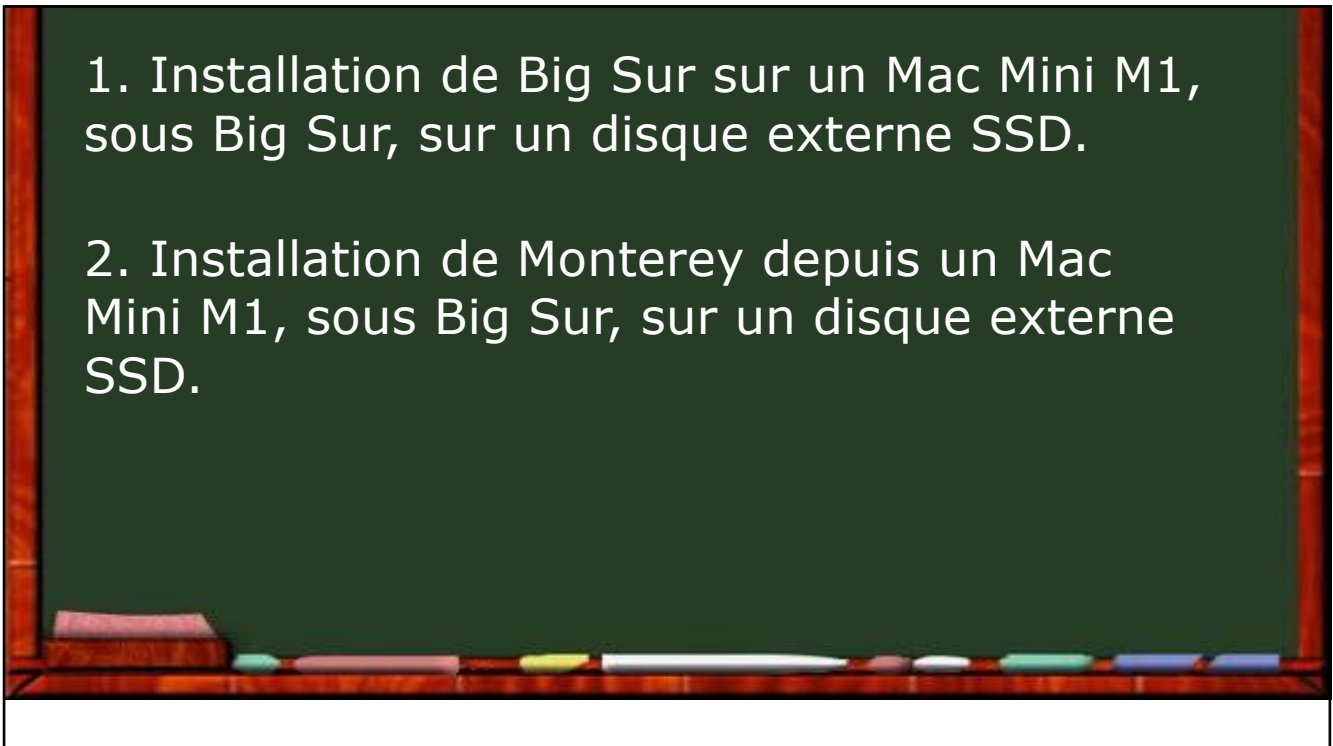 1. Installation de Big Sur sur un Mac Mini M1,
sous Big Sur, sur un disque externe SSD.
2. Installation de Monterey depuis un Mac
Mini M1, sous Big Sur, sur un disque externe
SSD.